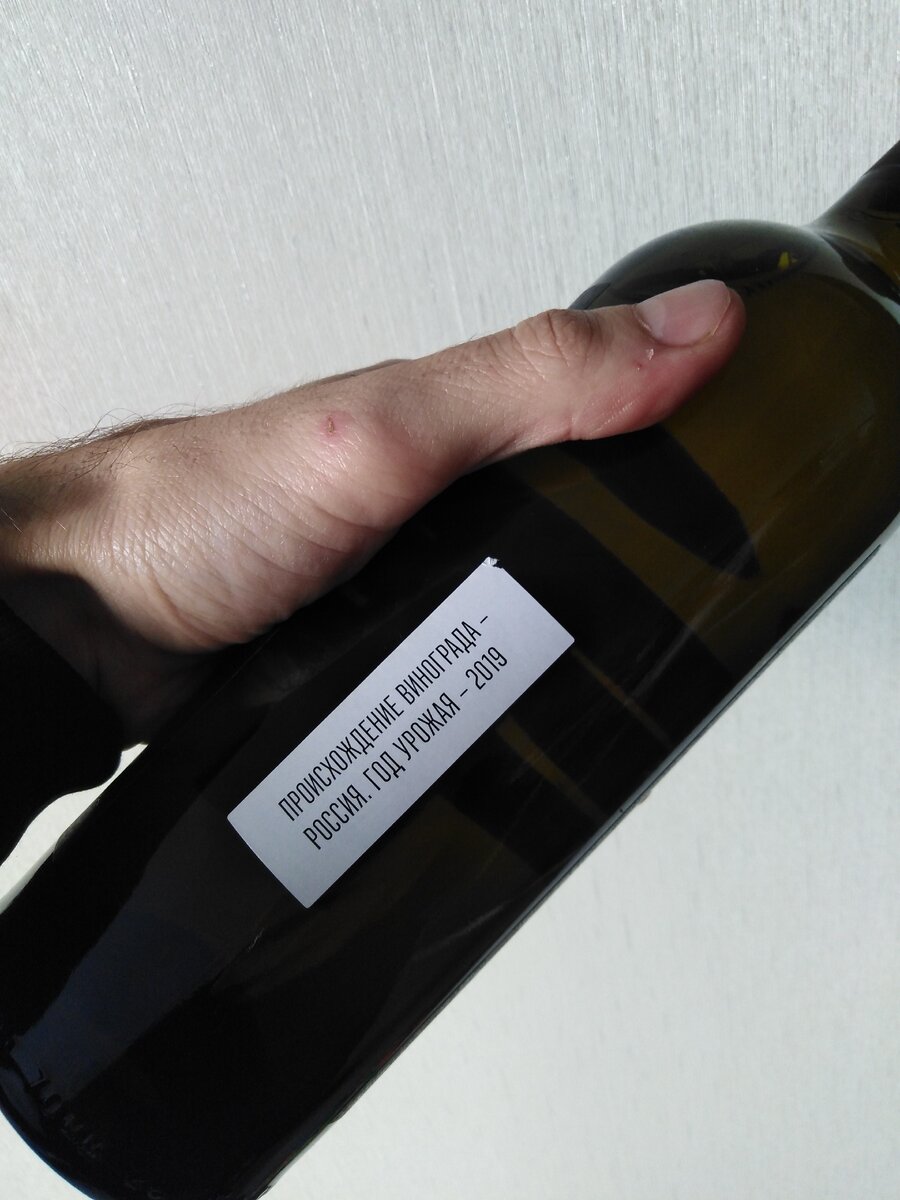 ПРОИСХОЖДЕНИЕ ВИНОГРАДА –
РОССИЯ. ГОД УРОЖАЯ – 2019